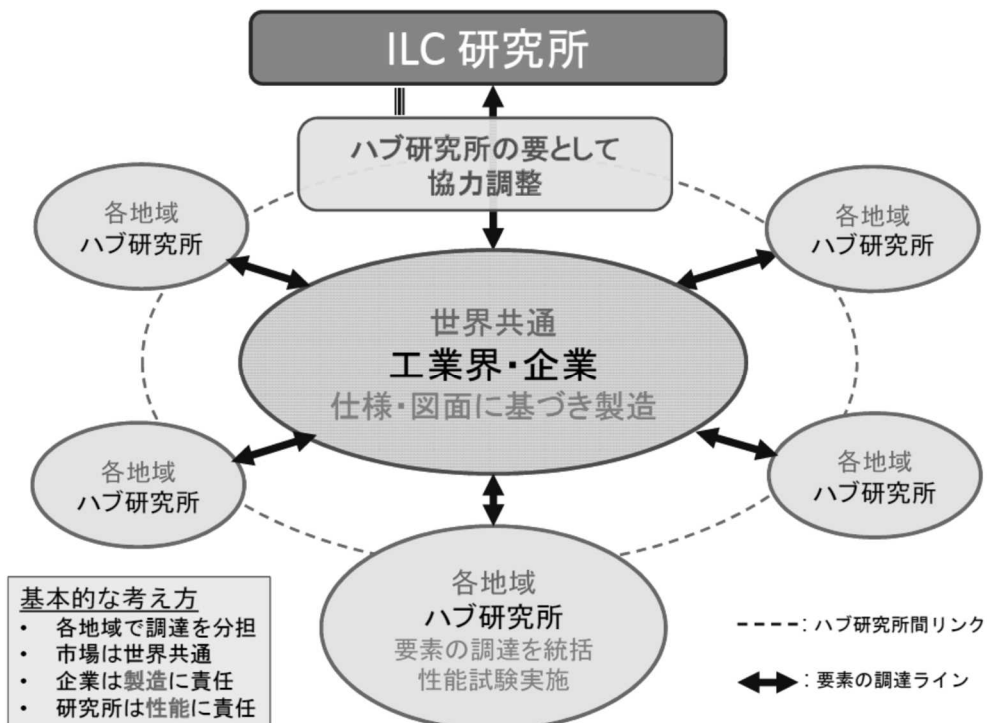 ILC 研究所
ハブ研究所の要として
協力調整
各地域
ハブ研究所
各地域
ハブ研究所
世界共通
工業界・企業
仕様・図面に基づき製造
各地域
ハブ研究所
各地域
ハブ研究所
各地域
ハブ研究所
要素の調達を統括
性能試験実施
基本的な考え方
• 各地域で調達を分担
• 市場は世界共通
• 企業は製造に責任
• 研究所は性能に責任
: ハブ研究所間リンク
: 要素の調達ライン